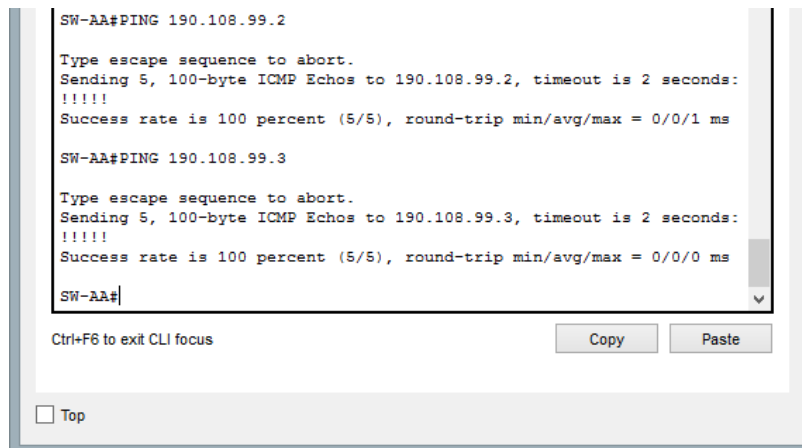 SW-AA#PING 190.108.99.2
Type escape sequence to abort.
Sending 5, 100-byte ICMP Echos to 190.108.99.2, timeout is 2 seconds:
!!!!!
Success rate is 100 percent (5/5), round-trip min/avg/max = 0/0/1 ms
SW-AA#PING 190.108.99.3
Type escape sequence to abort.
Sending 5, 100-byte ICMP Echos to 190.108.99.3, timeout is 2 seconds:
!!!!!
Success rate is 100 percent (5/5), round-trip min/avg/max = 0/0/0 ms
SW-AA#
Ctrl+F6 to exit CLI focus
Copy
Paste
Top